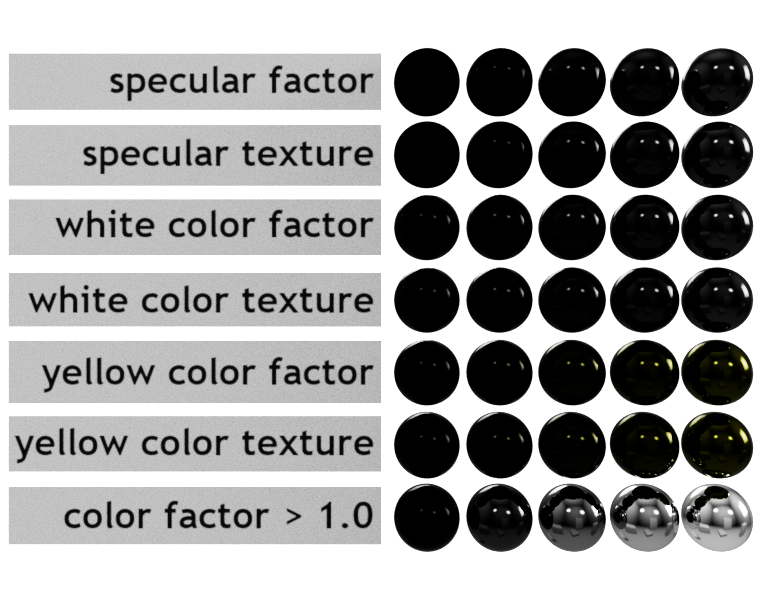 specular factor
specular texture
white color factor
white color texture
yellow color factor
yellow color texture
color factor > 1.0